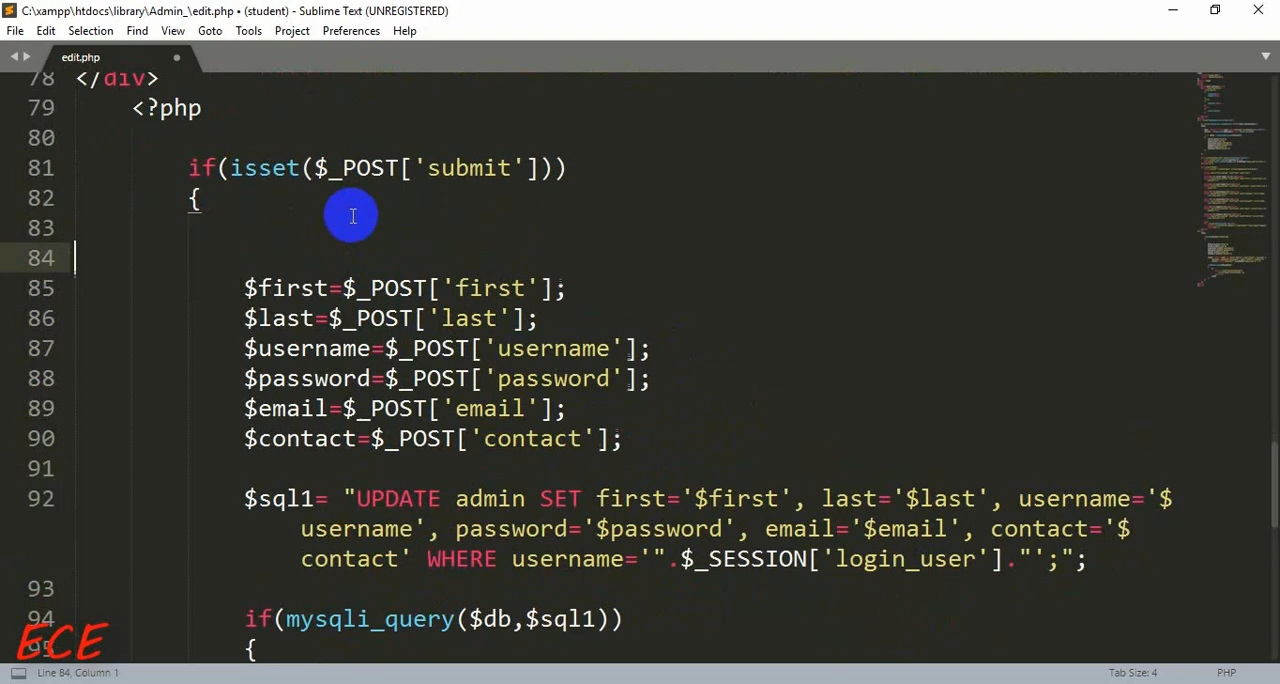 C:\xampp\htdocs\library\Admin_\edit.php • (student) - Sublime Text (UNREGISTERED)
File Edit Selection Find View Goto Tools Project Preferences Help
edit.php
78 </div>
79 <?php
80
81 if(isset($_POST['submit']))
82 {
83
84
85 $first=$_POST['first'];
86 $last=$_POST['last'];
87 $username=$_POST['username'];
88 $password=$_POST['password'];
89 $email=$_POST['email'];
90 $contact=$_POST['contact'];
91
92 $sql1= "UPDATE admin SET first='$first', last='$last', username='$
username', password='$password', email='$email', contact='$
contact' WHERE username='".$_SESSION['login_user']."';";
93
94 if(mysqli_query($db,$sql1))
95 {
ECE
Line 84, Column 1 Tab Size: 4 PHP